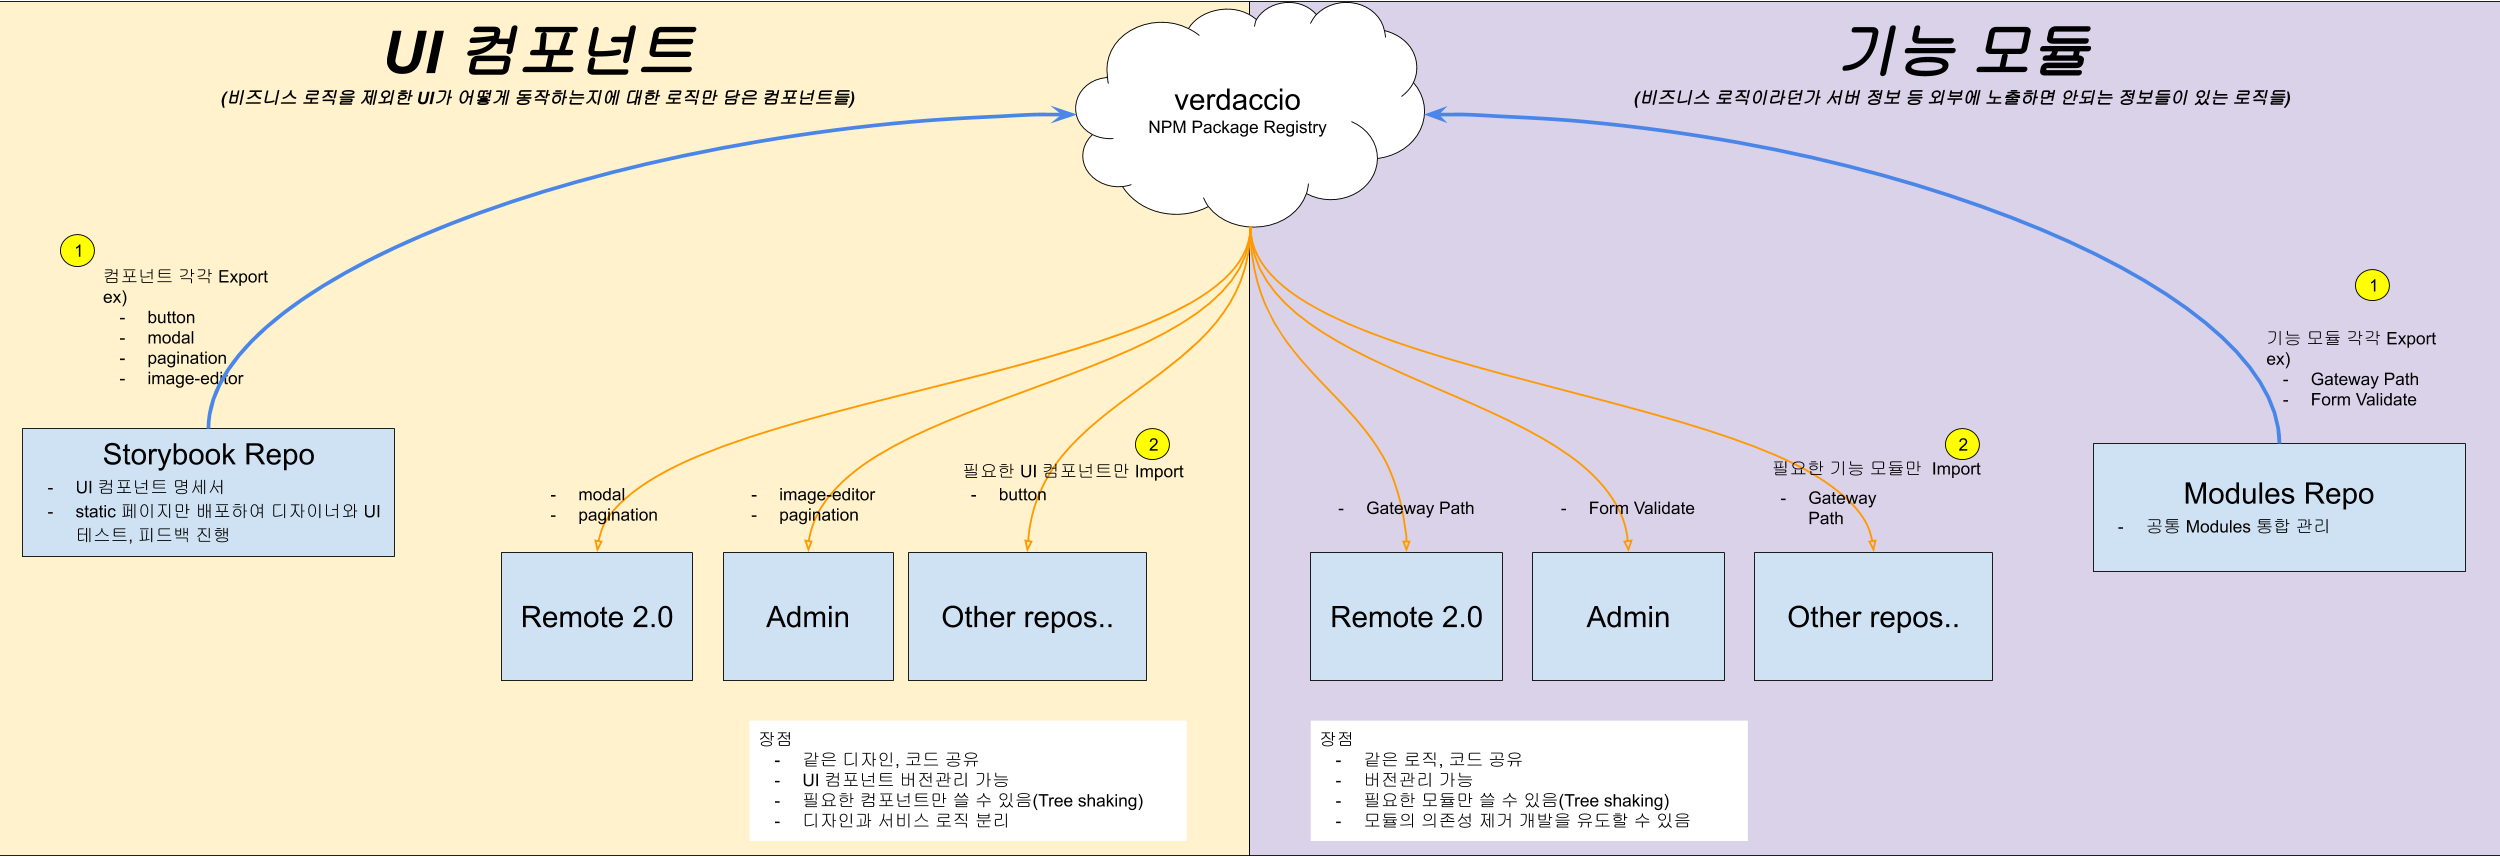 UI 컴포넌트
(비즈니스 로직을 제외한 UI가 어떻게 동작하는지에 대한 로직만 담은 컴포넌트들)
verdaccio
NPM Package Registry
기능 모듈
(비즈니스 로직이라던가 서버 정보 등 외부에 노출하면 안되는 정보들이 있는 로직들)
1
컴포넌트 각각 Export
ex)
- button
- modal
- pagination
- image-editor
Storybook Repo
- UI 컴포넌트 명세서
- static 페이지만 배포하여 디자이너와 UI
테스트, 피드백 진행
- modal
- pagination
Remote 2.0
- image-editor
- pagination
Admin
2
필요한 UI 컴포넌트만 Import
- button
Other repos..
장점
- 같은 디자인, 코드 공유
- UI 컴포넌트 버전관리 가능
- 필요한 컴포넌트만 쓸 수 있음(Tree shaking)
- 디자인과 서비스 로직 분리
- Gateway Path
Remote 2.0
- Form Validate
Admin
2
필요한 기능 모듈만 Import
- Gateway
Path
Other repos..
1
기능 모듈 각각 Export
ex)
- Gateway Path
- Form Validate
Modules Repo
- 공통 Modules 통합 관리
장점
- 같은 로직, 코드 공유
- 버전관리 가능
- 필요한 모듈만 쓸 수 있음(Tree shaking)
- 모듈의 의존성 제거 개발을 유도할 수 있음